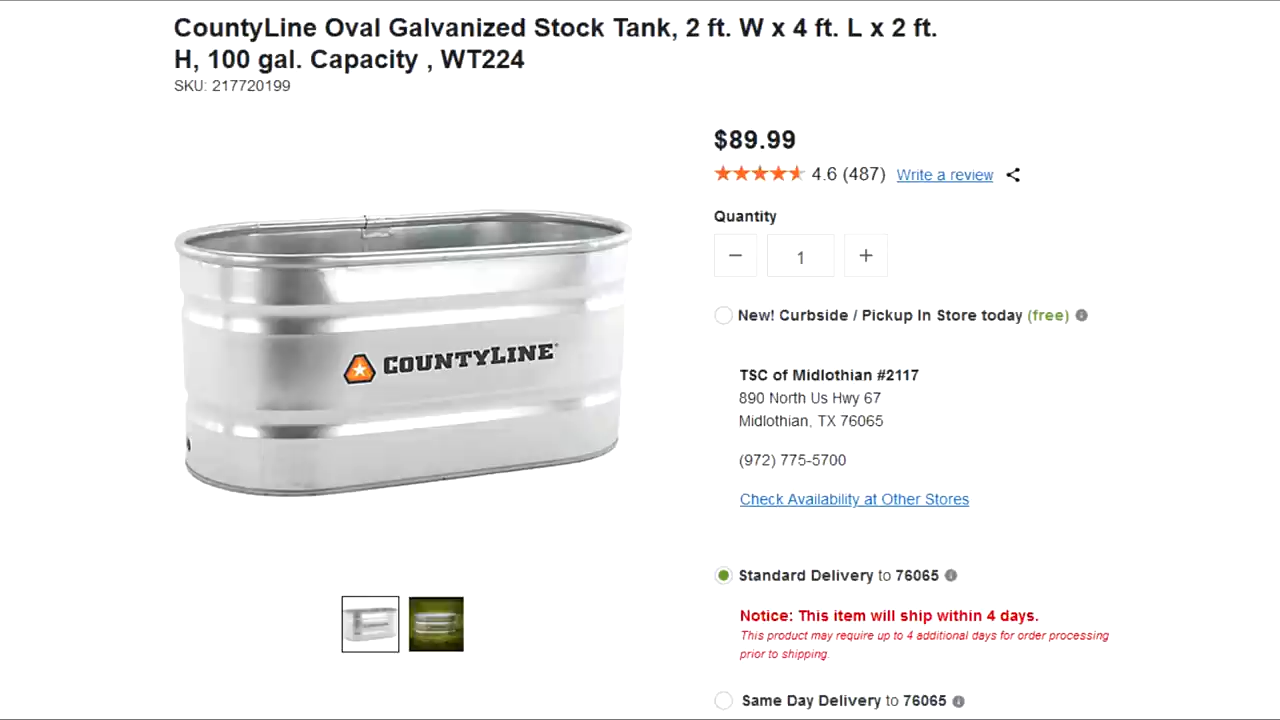 CountyLine Oval Galvanized Stock Tank, 2 ft. W x 4 ft. L x 2 ft.
H, 100 gal. Capacity , WT224
SKU: 217720199
$89.99
4.6 (487) Write a review
Quantity
1
New! Curbside / Pickup In Store today (free)
COUNTYLINE
TSC of Midlothian #2117
890 North Us Hwy 67
Midlothian, TX 76065
(972) 775-5700
Check Availability at Other Stores
Standard Delivery to 76065
Notice: This item will ship within 4 days.
This product may require up to 4 additional days for order processing
prior to shipping.
Same Day Delivery to 76065